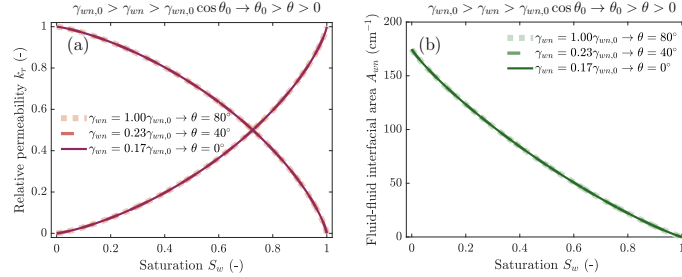 γwn,0 > γwn > γwn,0 cos θ0 → θ0 > θ > 0
(a)
Relative permeability kr (-)
1
0.8
0.6
0.4
0.2
0
γwn = 1.00γwn,0 → θ = 80°
γwn = 0.23γwn,0 → θ = 40°
γwn = 0.17γwn,0 → θ = 0°
0 0.2 0.4 0.6 0.8 1
Saturation Sw (-)
γwn,0 > γwn > γwn,0 cos θ0 → θ0 > θ > 0
(b)
Fluid-fluid interfacial area Awn (cm−1)
200
150
100
50
0
γwn = 1.00γwn,0 → θ = 80°
γwn = 0.23γwn,0 → θ = 40°
γwn = 0.17γwn,0 → θ = 0°
0 0.2 0.4 0.6 0.8 1
Saturation Sw (-)